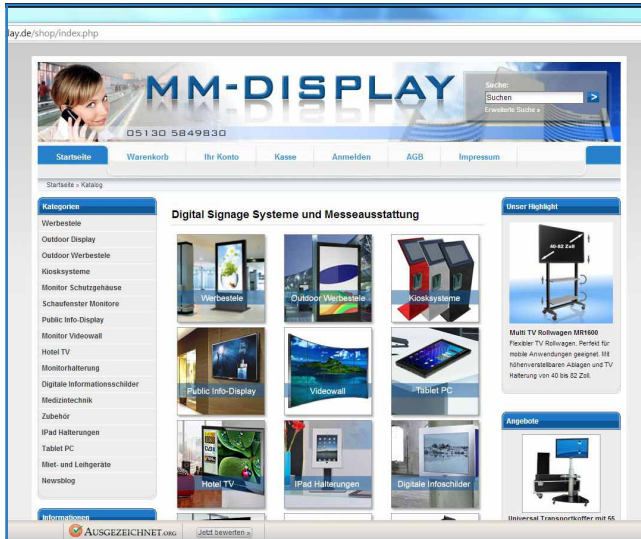 lay.de/shop/index.php
MM-DISPLAY
05130 5849830
Suche:
Suchen
>
Erweiterte Suche »
Startseite
Warenkorb
Ihr Konto
Kasse
Anmelden
AGB
Impressum
Startseite » Katalog
Kategorien
Werbestele
Outdoor Display
Outdoor Werbestele
Kiosksysteme
Monitor Schutzgehäuse
Schaufenster Monitore
Public Info-Display
Monitor Videowall
Hotel TV
Monitorhalterung
Digitale Informationsschilder
Medizintechnik
Zubehör
IPad Halterungen
Tablet PC
Miet- und Leihgeräte
Newsblog
Informationen
Digital Signage Systeme und Messeausstattung
Werbestele
Outdoor Werbestele
Kiosksysteme
Public Info-Display
Videowall
Tablet PC
Hotel TV
IPad Halterungen
Digitale Infoschilder
Unser Highlight
40-82 Zoll
Multi TV Rollwagen MR1600
Flexibler TV Rollwagen. Perfekt für
mobile Anwendungen geeignet. Mit
höhenverstellbaren Ablagen und TV
Halterung von 40 bis 82 Zoll.
Angebote
Universal Transportkoffer mit 55
AUSGEZEICHNET.ORG
Jetzt bewerten »